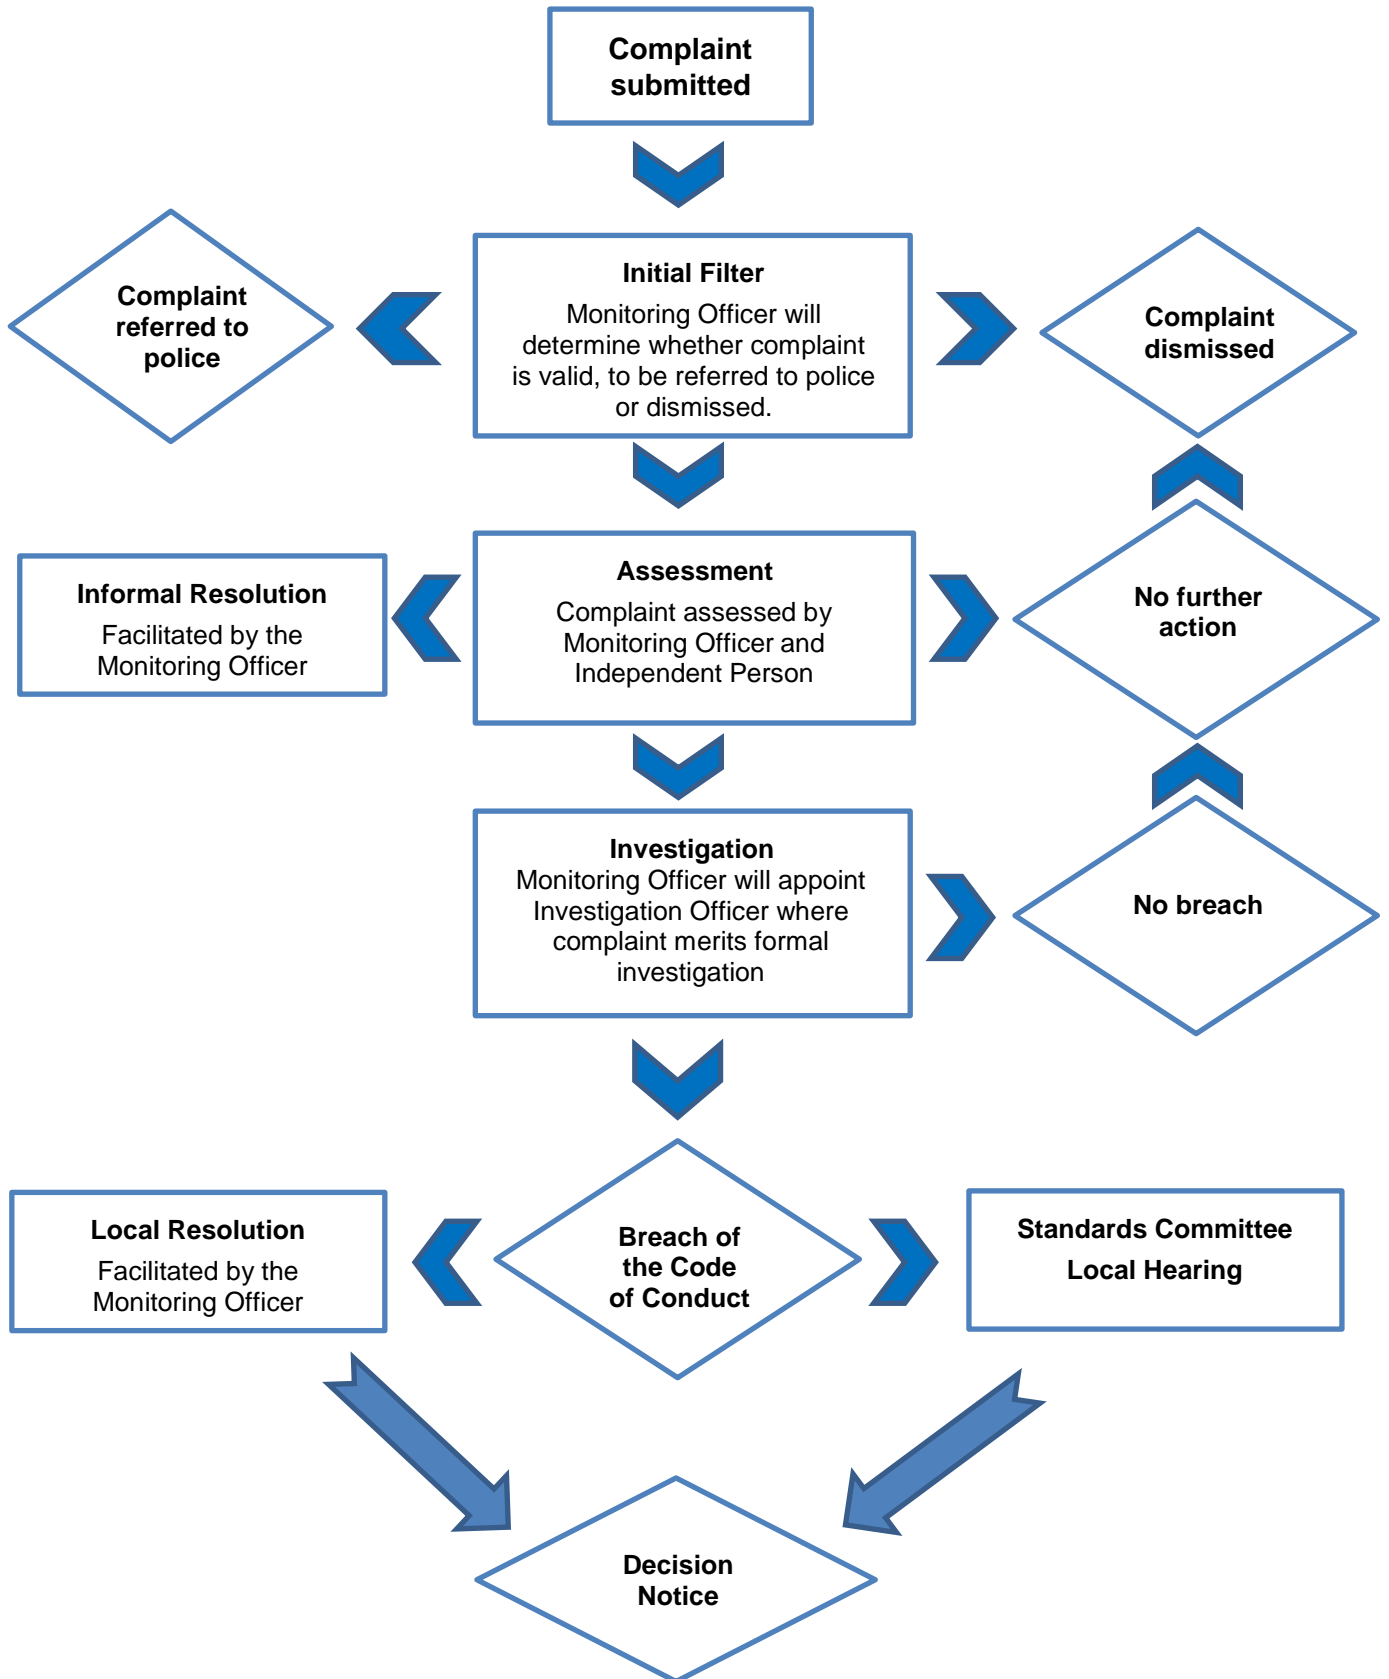 Complaint
submitted
Initial Filter
Monitoring Officer will
determine whether complaint
is valid, to be referred to police
or dismissed.
Complaint
referred to
police
Complaint
dismissed
Assessment
Complaint assessed by
Monitoring Officer and
Independent Person
Informal Resolution
Facilitated by the
Monitoring Officer
No further
action
Investigation
Monitoring Officer will appoint
Investigation Officer where
complaint merits formal
investigation
No breach
Breach of
the Code
of Conduct
Local Resolution
Facilitated by the
Monitoring Officer
Standards Committee
Local Hearing
Decision
Notice